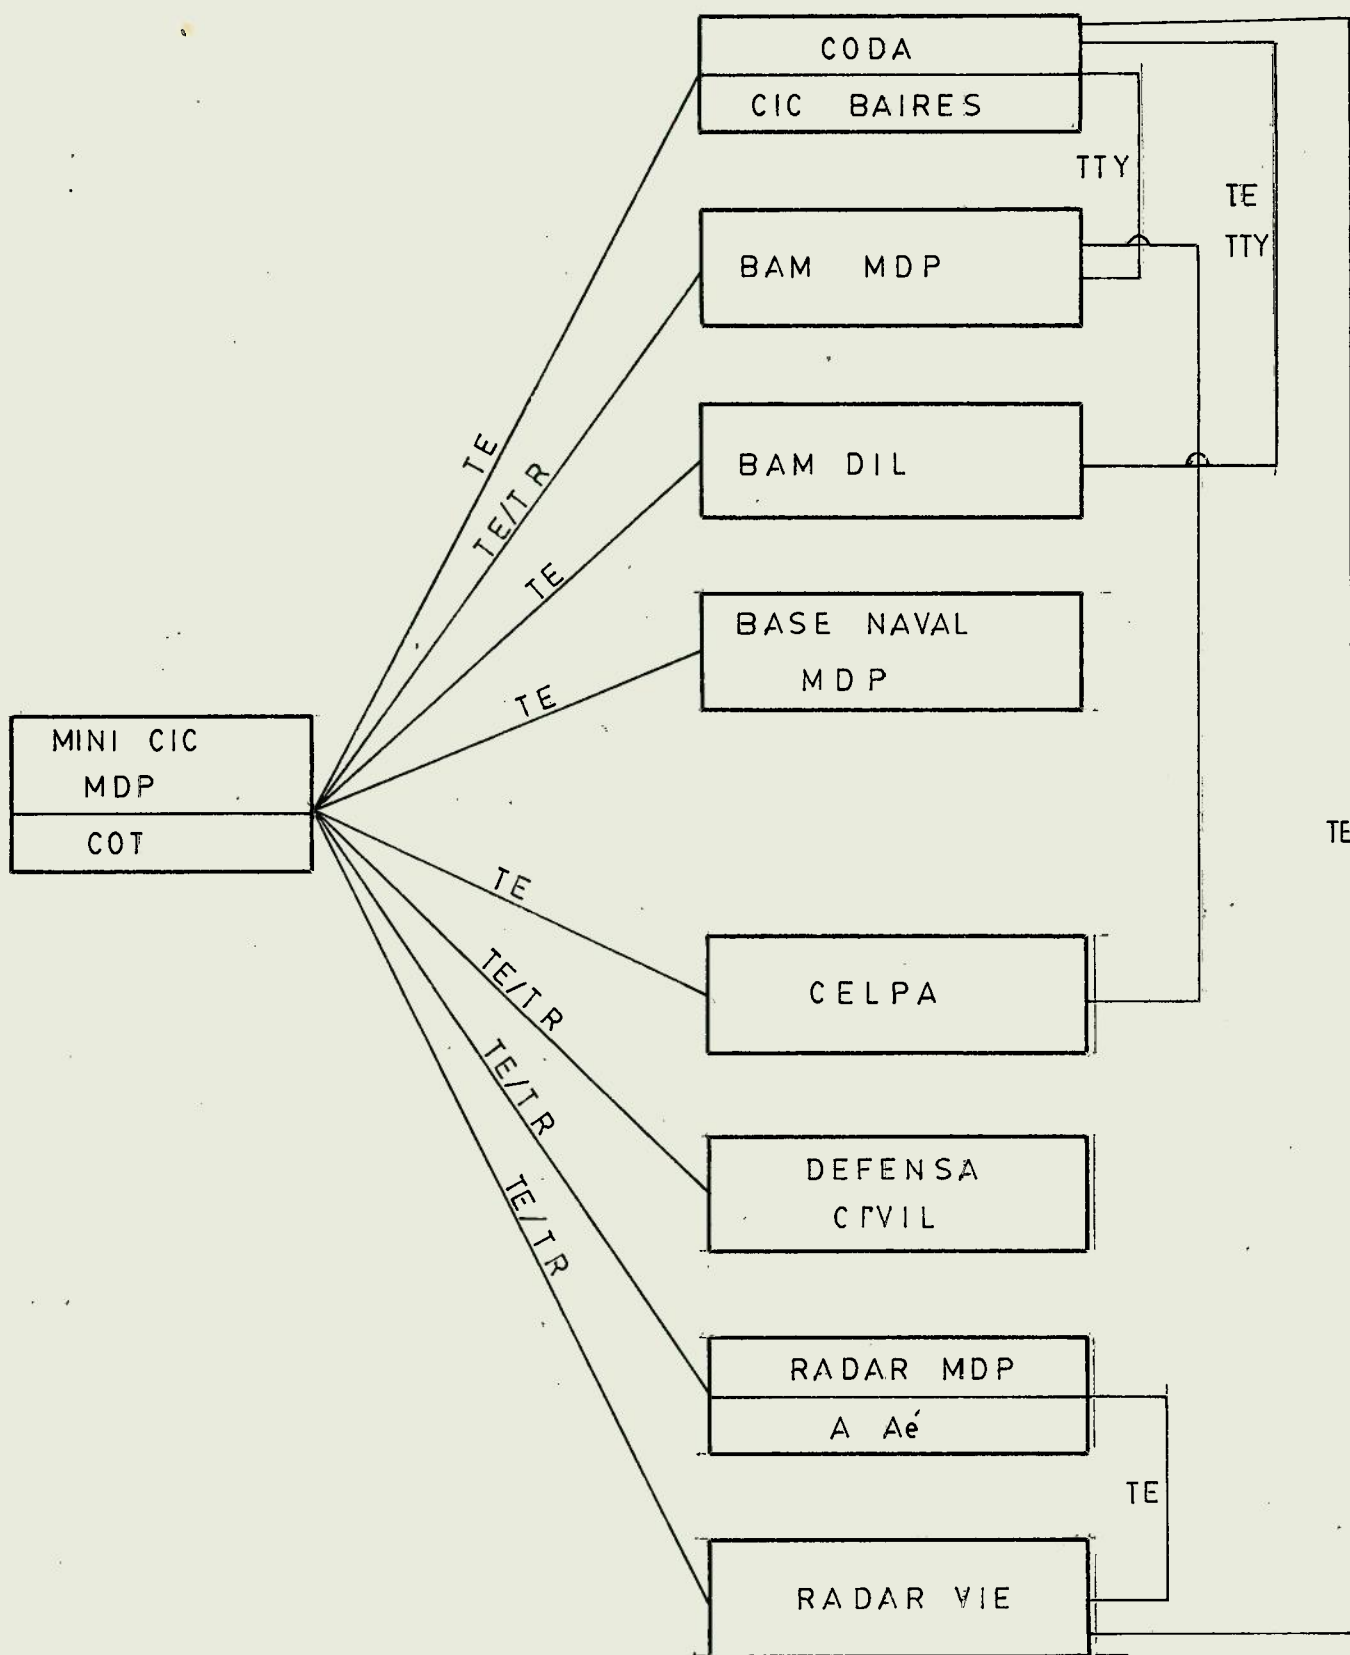 CODA
CIC BAIRES
TTY
TE
TTY
BAM MDP
BAM DIL
BASE NAVAL
MDP
TE
TE/TR
TE
TE
MINI CIC
MDP
COT
TE
TE
CELPA
TE/TR
TE/TR
TE/TR
DEFENSA
CIVIL
RADAR MDP
A Aé
TE
RADAR VIE